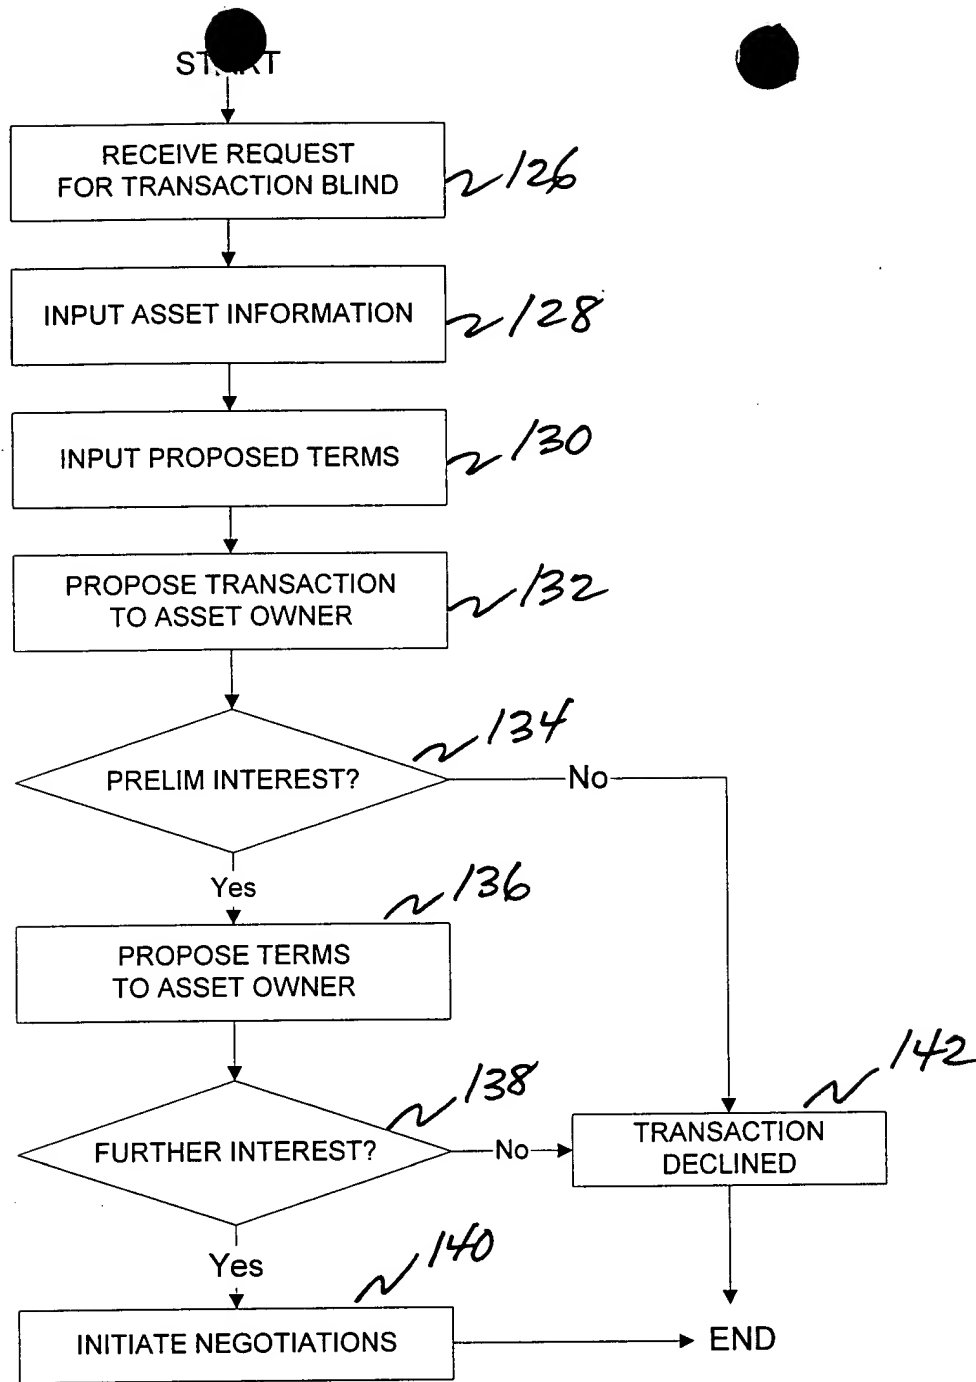 RECEIVE REQUEST
FOR TRANSACTION BLIND
126
INPUT ASSET INFORMATION
128
INPUT PROPOSED TERMS
130
PROPOSE TRANSACTION
TO ASSET OWNER
132
134
PRELIM INTEREST?
No
Yes
136
PROPOSE TERMS
TO ASSET OWNER
138
FURTHER INTEREST?
No
142
TRANSACTION
DECLINED
Yes
140
INITIATE NEGOTIATIONS
END